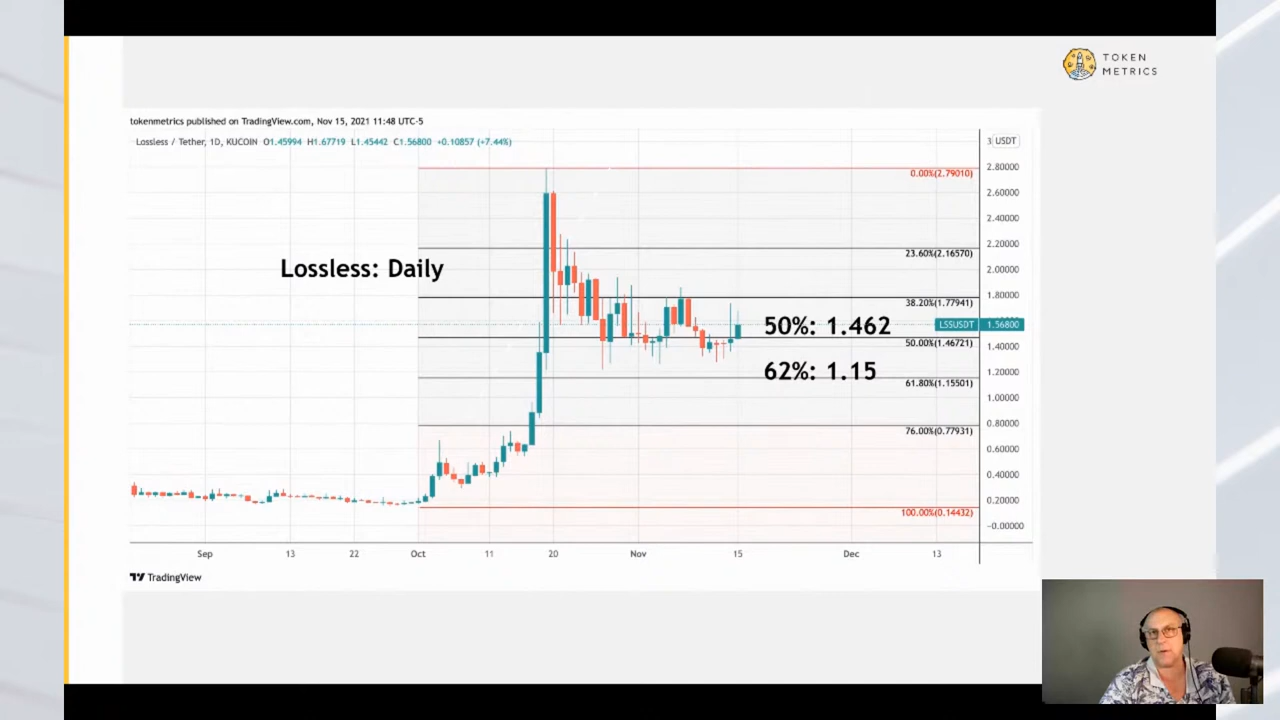 TOKEN
METRICS
tokenmetrics published on TradingView.com, Nov 15, 2021 11:48 UTC-5
Lossless / Tether, 1D, KUCOIN O1.45994 H1.67719 L1.45442 C1.56800 +0.10857 (+7.44%)
3 USDT
2.80000
0.00%(2.79010)
2.60000
2.40000
2.20000
23.60%(2.16570)
Lossless: Daily
2.00000
1.80000
38.20%(1.77941)
50%: 1.462
LSSUSDT 1.56800
50.00%(1.46721)
1.40000
62%: 1.15
1.20000
61.80%(1.15501)
1.00000
0.80000
76.00%(0.77931)
0.60000
0.40000
0.20000
100.00%(0.14432)
-0.00000
Sep 13 22 Oct 11 20 Nov 15 Dec 13
TradingView